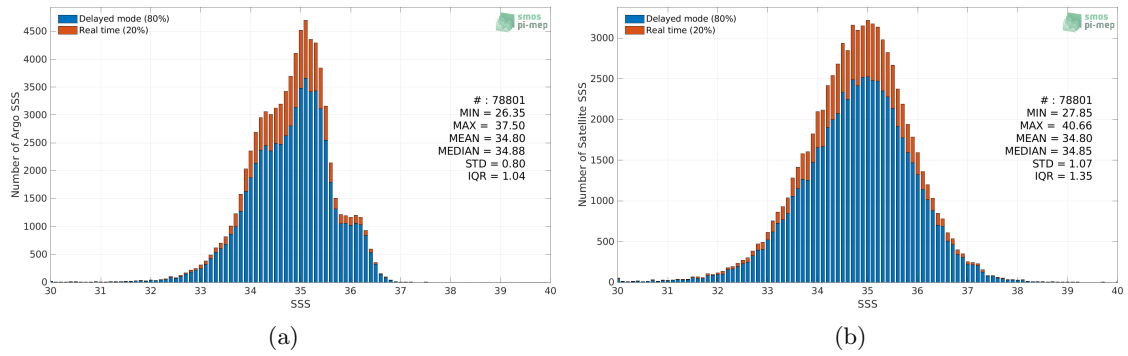 Delayed mode (80%)
Real time (20%)
smos
pi-mep
4500
4000
3500
3000
2500
2000
1500
1000
500
0
Number of Argo SSS
# : 78801
MIN = 26.35
MAX = 37.50
MEAN = 34.80
MEDIAN = 34.88
STD = 0.80
IQR = 1.04
30 31 32 33 34 35 36 37 38 39 40
SSS
(a)
Delayed mode (80%)
Real time (20%)
smos
pi-mep
3000
2500
2000
1500
1000
500
0
Number of Satellite SSS
# : 78801
MIN = 27.85
MAX = 40.66
MEAN = 34.80
MEDIAN = 34.85
STD = 1.07
IQR = 1.35
30 31 32 33 34 35 36 37 38 39 40
SSS
(b)